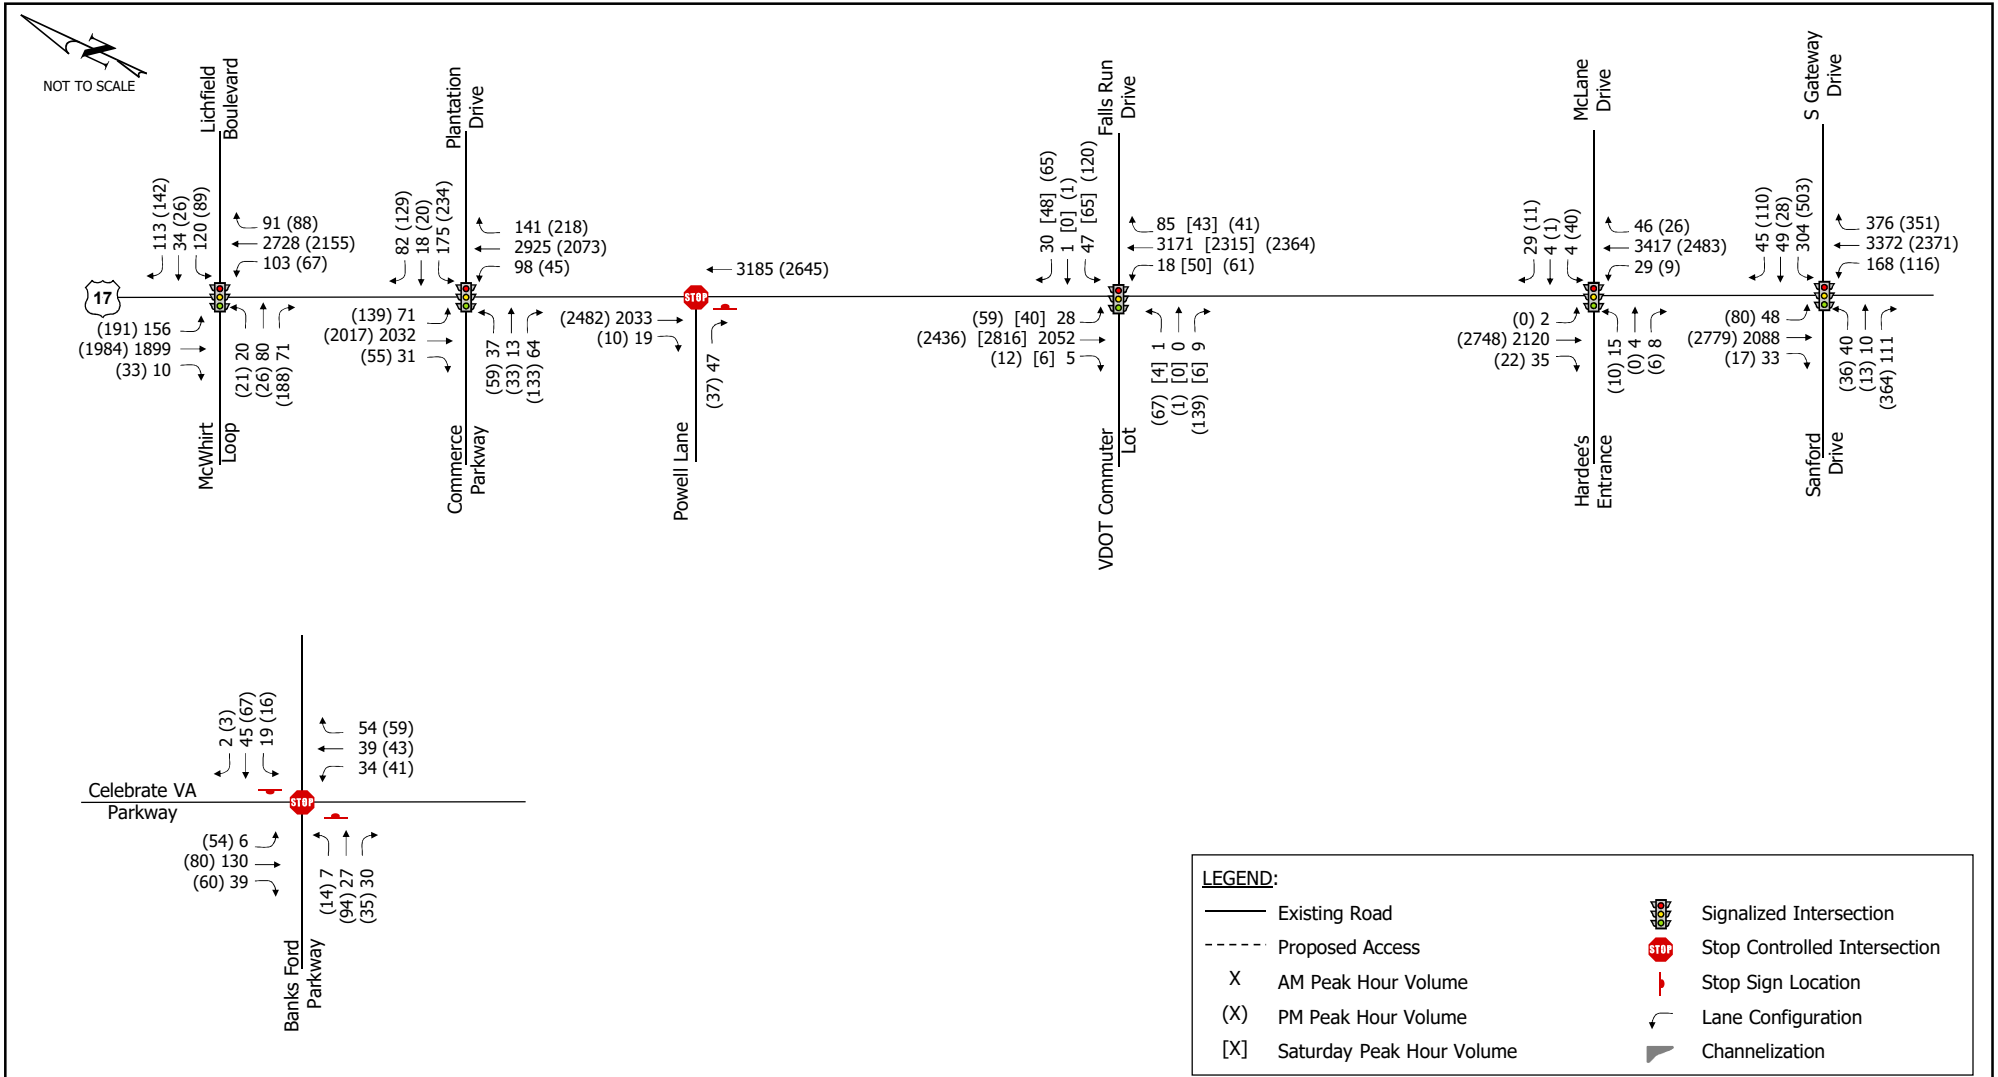 NOT TO SCALE
Lichfield
Boulevard
113 (142)
34 (26)
120 (89)
91 (88)
2728 (2155)
103 (67)
17
(191) 156
(1984) 1899
(33) 10
(21) 20
(26) 80
(188) 71
McWhirt
Loop
Plantation
Drive
82 (129)
18 (20)
175 (234)
141 (218)
2925 (2073)
98 (45)
(139) 71
(2017) 2032
(55) 31
(59) 37
(33) 13
(133) 64
Commerce
Parkway
3185 (2645)
STOP
(2482) 2033
(10) 19
(37) 47
Powell Lane
Falls Run
Drive
30 [48] (65)
1 [0] (1)
47 [65] (120)
85 [43] (41)
3171 [2315] (2364)
18 [50] (61)
(59) [40] 28
(2436) [2816] 2052
(12) [6] 5
(67) [4] 1
(1) [0] 0
(139) [6] 9
VDOT Commuter
Lot
McLane
Drive
29 (11)
4 (1)
4 (40)
46 (26)
3417 (2483)
29 (9)
(0) 2
(2748) 2120
(22) 35
(10) 15
(0) 4
(6) 8
Hardee's
Entrance
S Gateway
Drive
45 (110)
49 (28)
304 (503)
376 (351)
3372 (2371)
168 (116)
(80) 48
(2779) 2088
(17) 33
(36) 40
(13) 10
(364) 111
Sanford
Drive
2 (3)
45 (67)
19 (16)
54 (59)
39 (43)
34 (41)
Celebrate VA
Parkway
STOP
(54) 6
(80) 130
(60) 39
(14) 7
(94) 27
(35) 30
Banks Ford
Parkway
LEGEND:
Existing Road
Proposed Access
X AM Peak Hour Volume
(X) PM Peak Hour Volume
[X] Saturday Peak Hour Volume
Signalized Intersection
STOP Stop Controlled Intersection
Stop Sign Location
Lane Configuration
Channelization